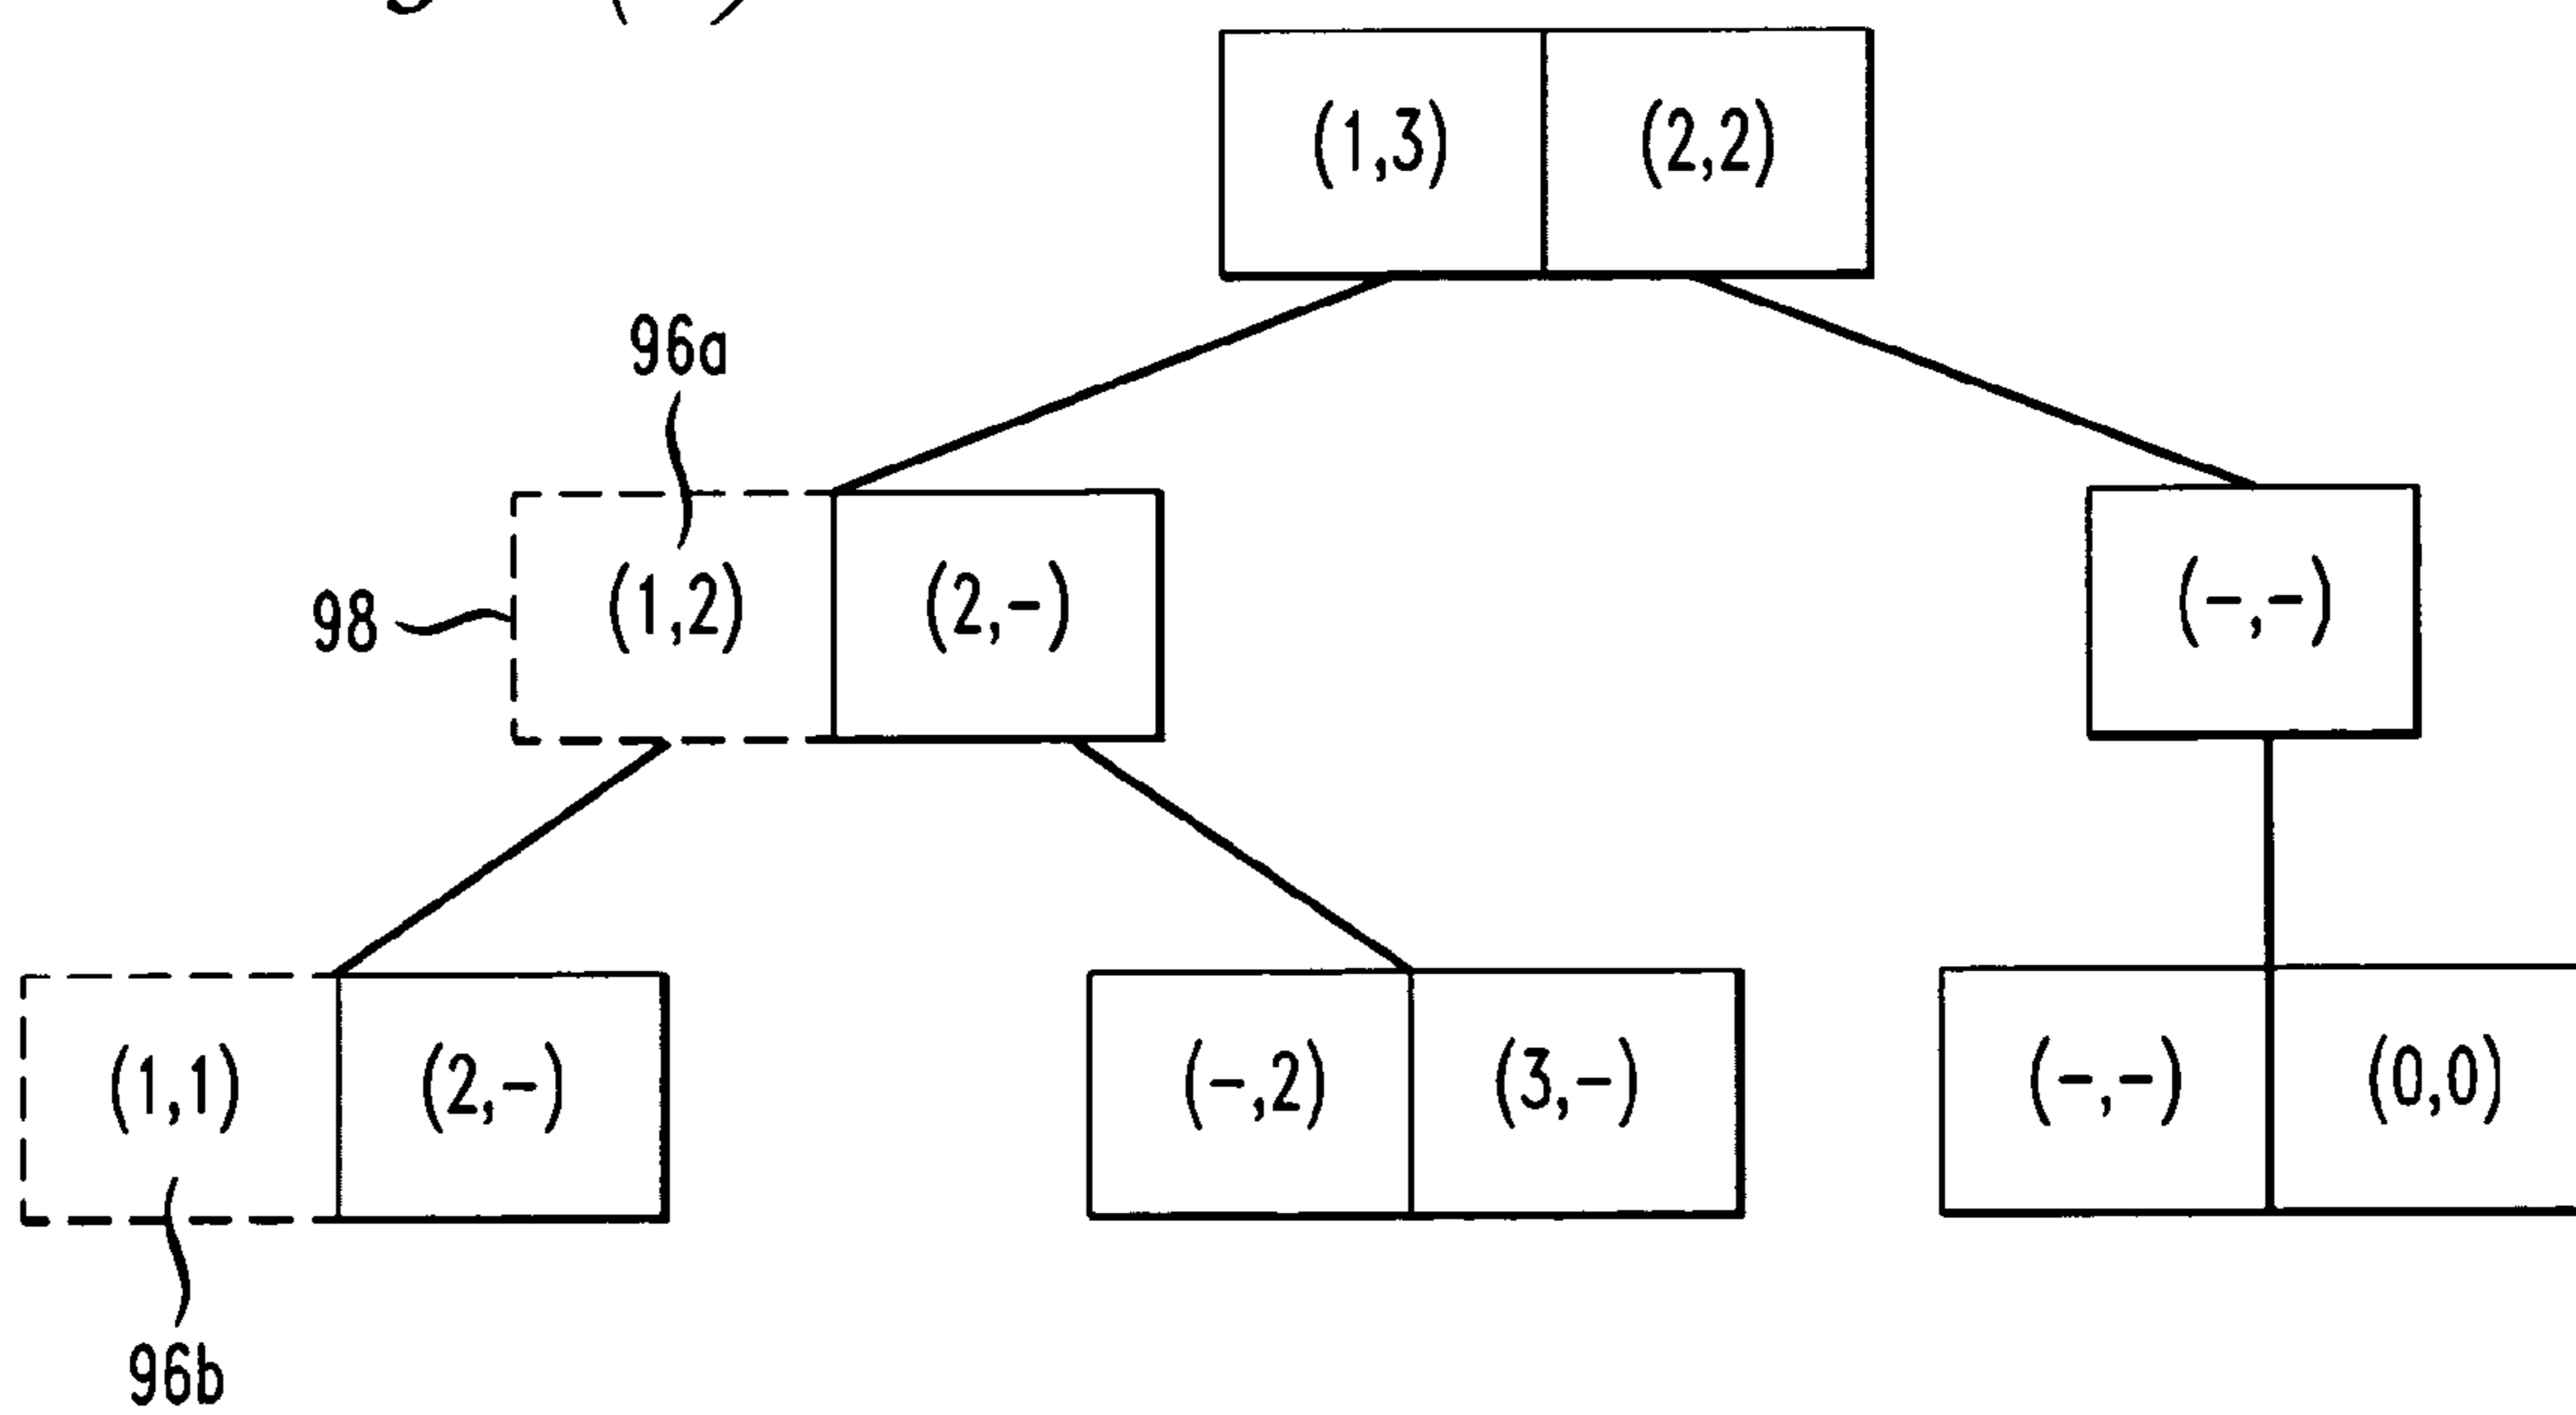 (1,3) (2,2)
96a
98 (1,2) (2,-) (-,-)
(1,1) (2,-) (-,2) (3,-) (-,-) (0,0)
96b